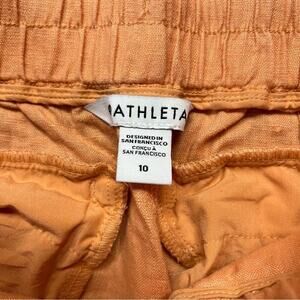 ATHLETA
DESIGNED IN
SAN FRANCISCO
CONÇU À
SAN FRANCISCO
10